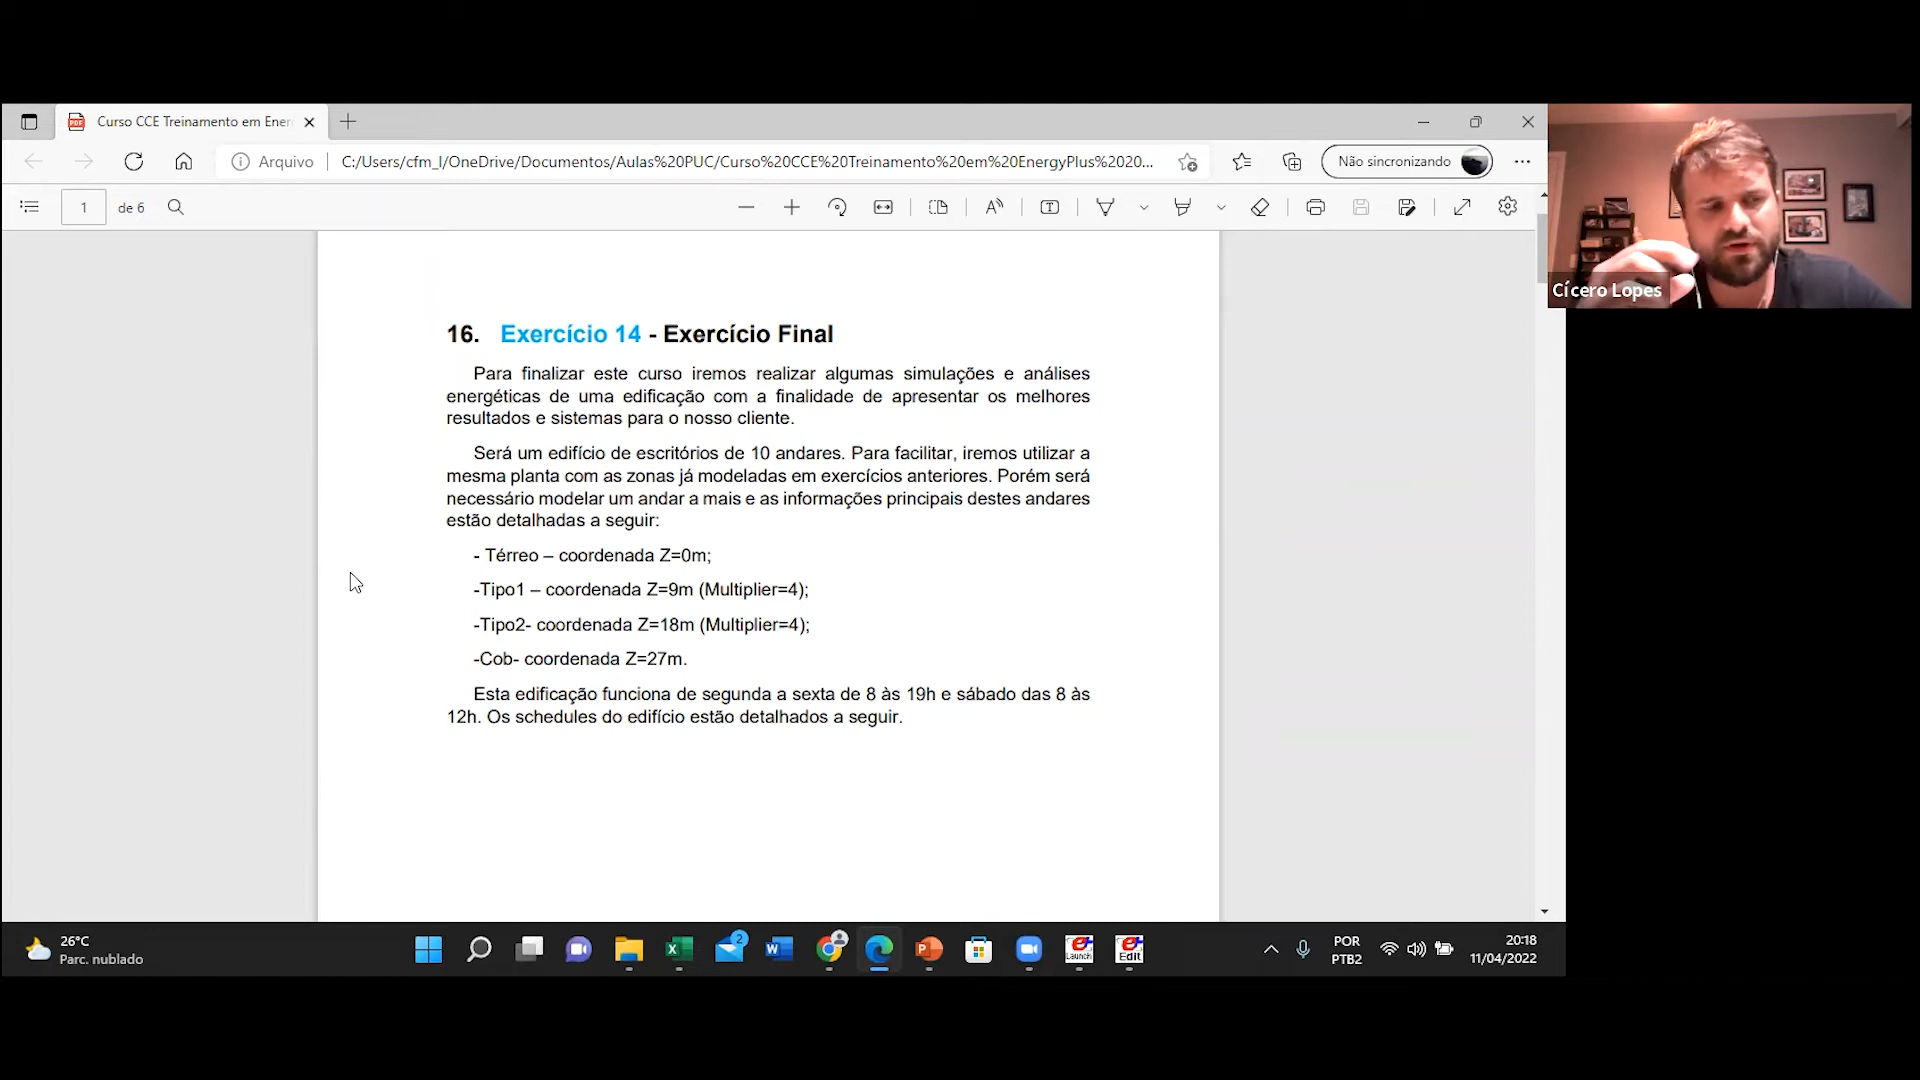 Curso CCE Treinamento em Ener
Arquivo
C:/Users/cfm_l/OneDrive/Documentos/Aulas%20PUC/Curso%20CCE%20Treinamento%20em%20EnergyPlus%2020...
Não sincronizando
1 de 6
16. Exercício 14 - Exercício Final
Para finalizar este curso iremos realizar algumas simulações e análises
energéticas de uma edificação com a finalidade de apresentar os melhores
resultados e sistemas para o nosso cliente.
Será um edifício de escritórios de 10 andares. Para facilitar, iremos utilizar a
mesma planta com as zonas já modeladas em exercícios anteriores. Porém será
necessário modelar um andar a mais e as informações principais destes andares
estão detalhadas a seguir:
- Térreo – coordenada Z=0m;
-Tipo1 – coordenada Z=9m (Multiplier=4);
-Tipo2- coordenada Z=18m (Multiplier=4);
-Cob- coordenada Z=27m.
Esta edificação funciona de segunda a sexta de 8 às 19h e sábado das 8 às
12h. Os schedules do edifício estão detalhados a seguir.
Cícero Lopes
26°C
Parc. nublado
2
Launch
Edit
POR
PTB2
20:18
11/04/2022